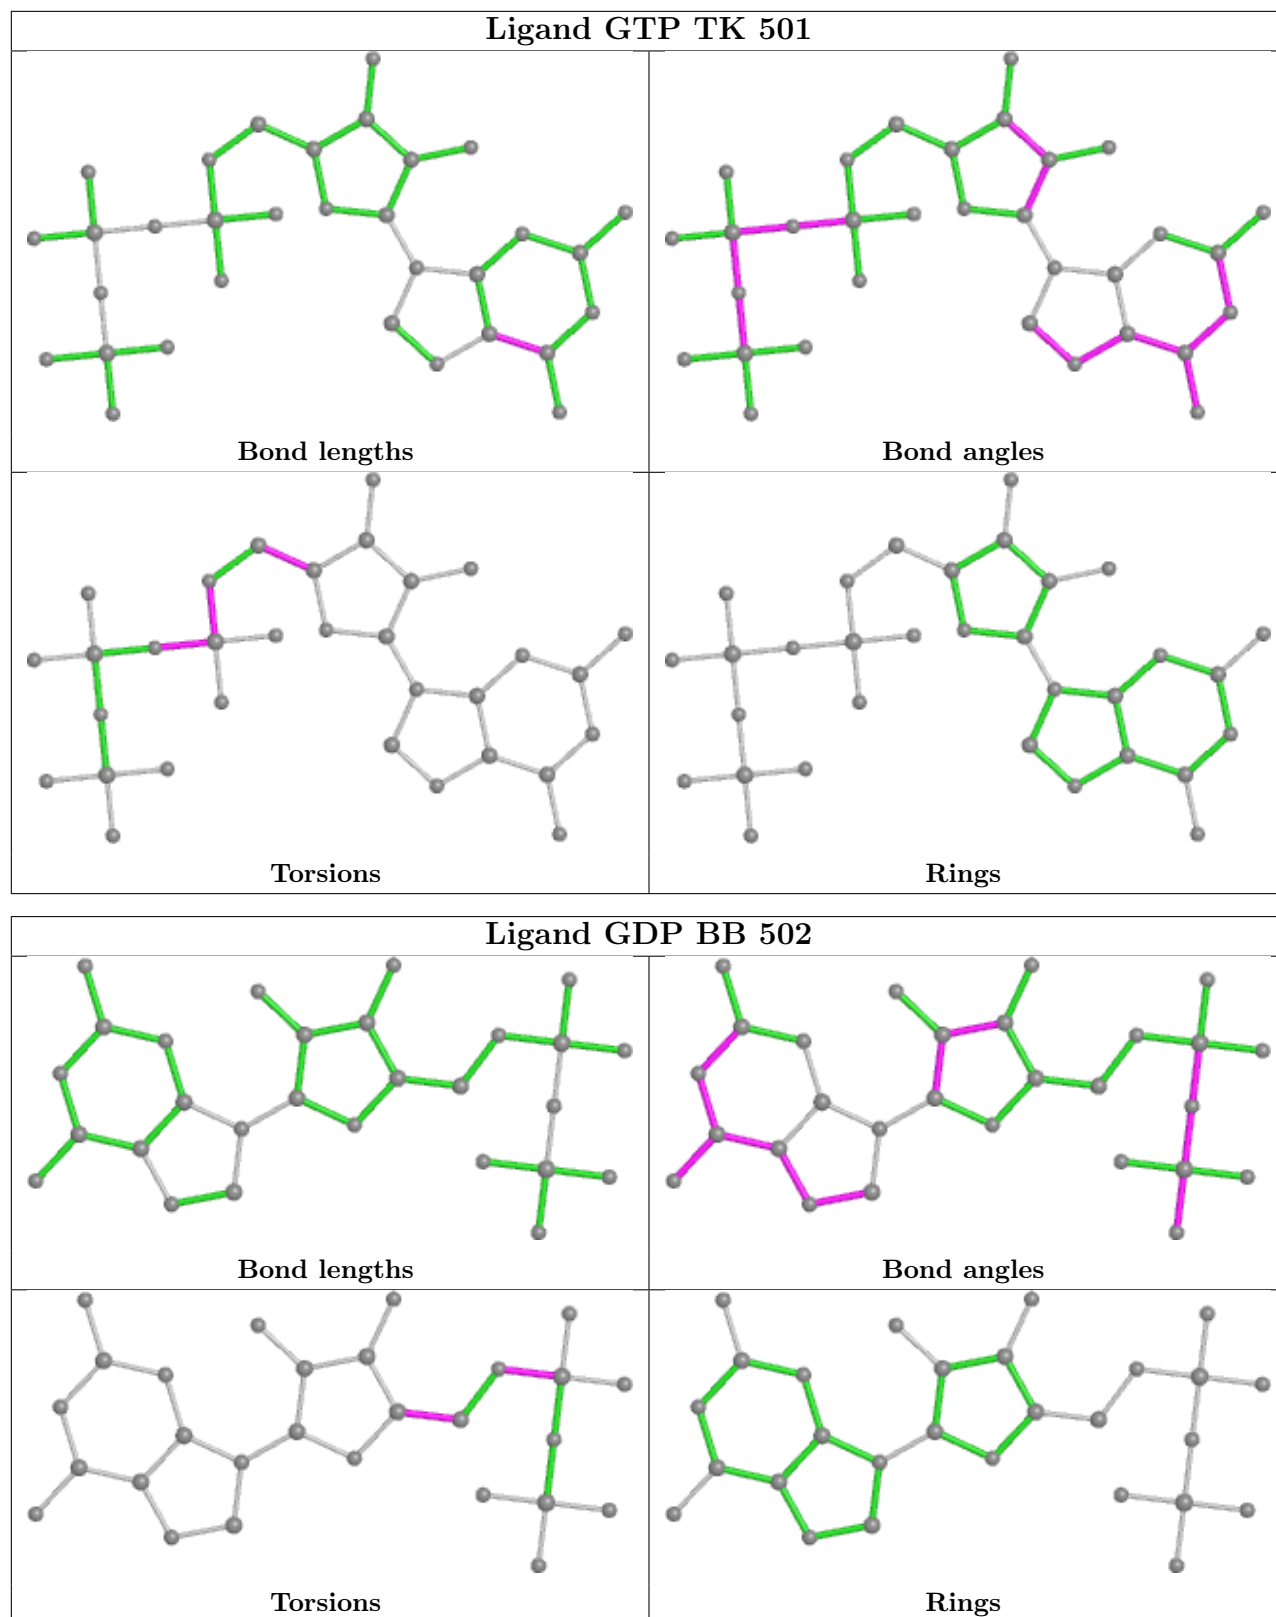 Ligand GTP TK 501
Bond lengths
Bond angles
Torsions
Rings
Ligand GDP BB 502
Bond lengths
Bond angles
Torsions
Rings